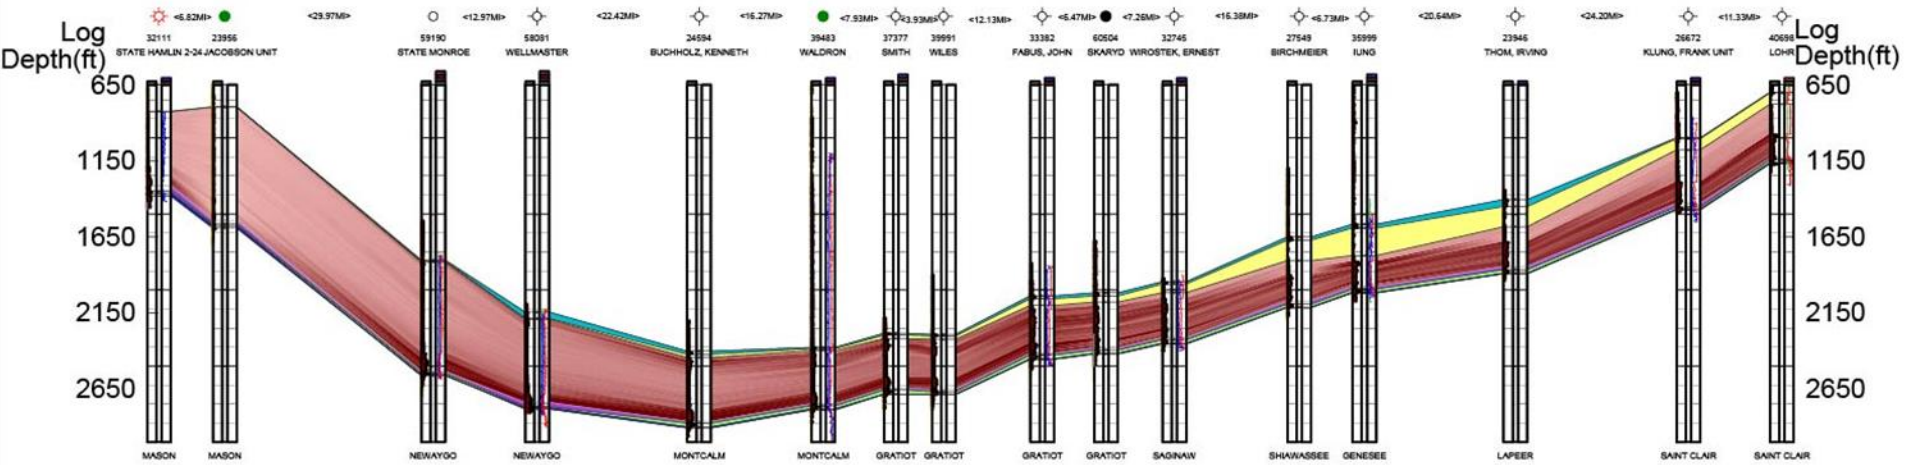 <6.82MI> <29.97MI> <12.97MI> <22.42MI> <16.27MI> <7.93MI> <3.93MI> <12.13MI> <6.47MI> <7.26MI> <16.38MI> <6.73MI> <20.64MI> <24.20MI> <11.33MI>
32111 23956 59190 58081 24594 39483 37377 39991 33382 60504 32745 27549 35999 23946 26672 40698
STATE HAMLIN 2-24 JACOBSON UNIT STATE MONROE WELLMASTER BUCHHOLZ, KENNETH WALDRON SMITH WILES FABUS, JOHN SKARYD WIROSTEK, ERNEST BIRCHMEIER IUNG THOM, IRVING KLUNG, FRANK UNIT LOHR
Log Log
Depth(ft) Depth(ft)
650 650
1150 1150
1650 1650
2150 2150
2650 2650
MASON MASON NEWAYGO NEWAYGO MONTCALM MONTCALM GRATIOT GRATIOT GRATIOT GRATIOT SAGINAW SHIAWASSEE GENESEE LAPEER SAINT CLAIR SAINT CLAIR